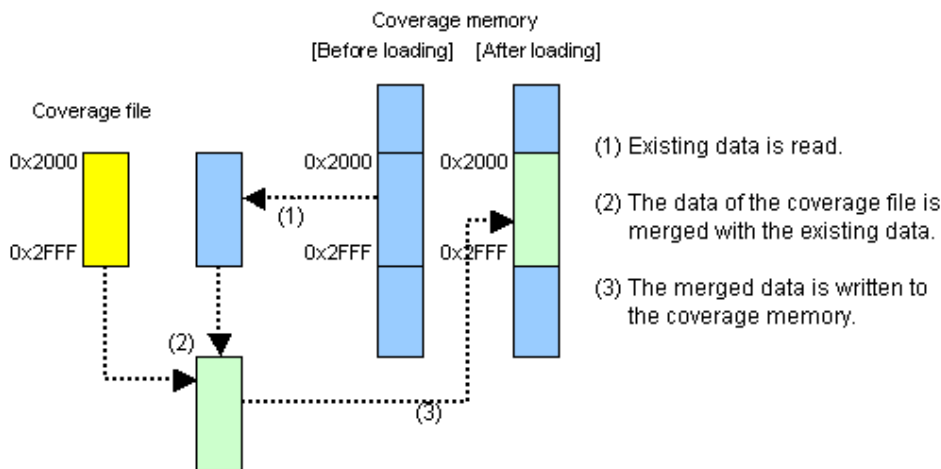 Coverage memory
[Before loading] [After loading]
Coverage file
0x2000
0x2000
0x2000
0x2FFF
0x2FFF
0x2FFF
(1)
(2)
(3)
(1) Existing data is read.
(2) The data of the coverage file is
merged with the existing data.
(3) The merged data is written to
the coverage memory.